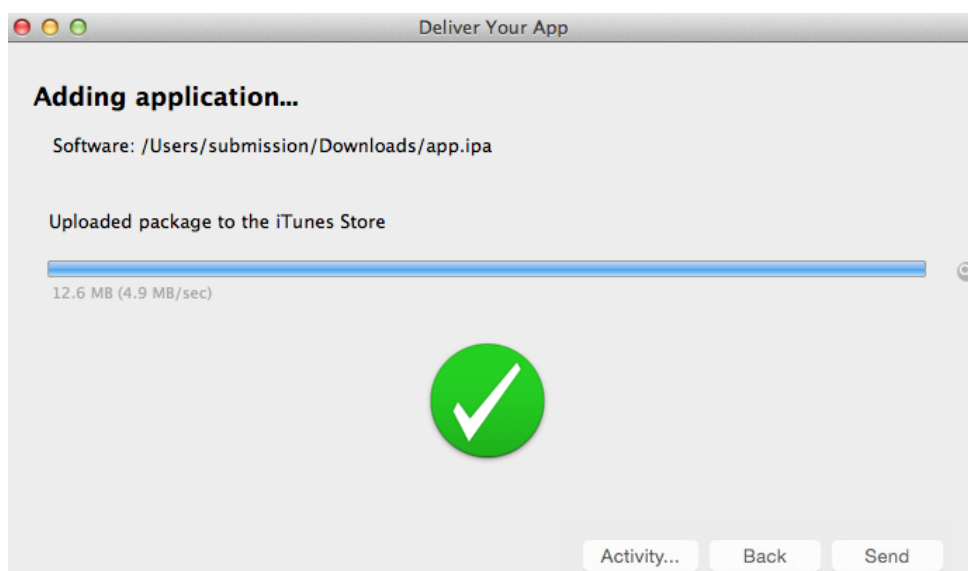 Deliver Your App
Adding application...
Software: /Users/submission/Downloads/app.ipa
Uploaded package to the iTunes Store
12.6 MB (4.9 MB/sec)
Activity... Back Send